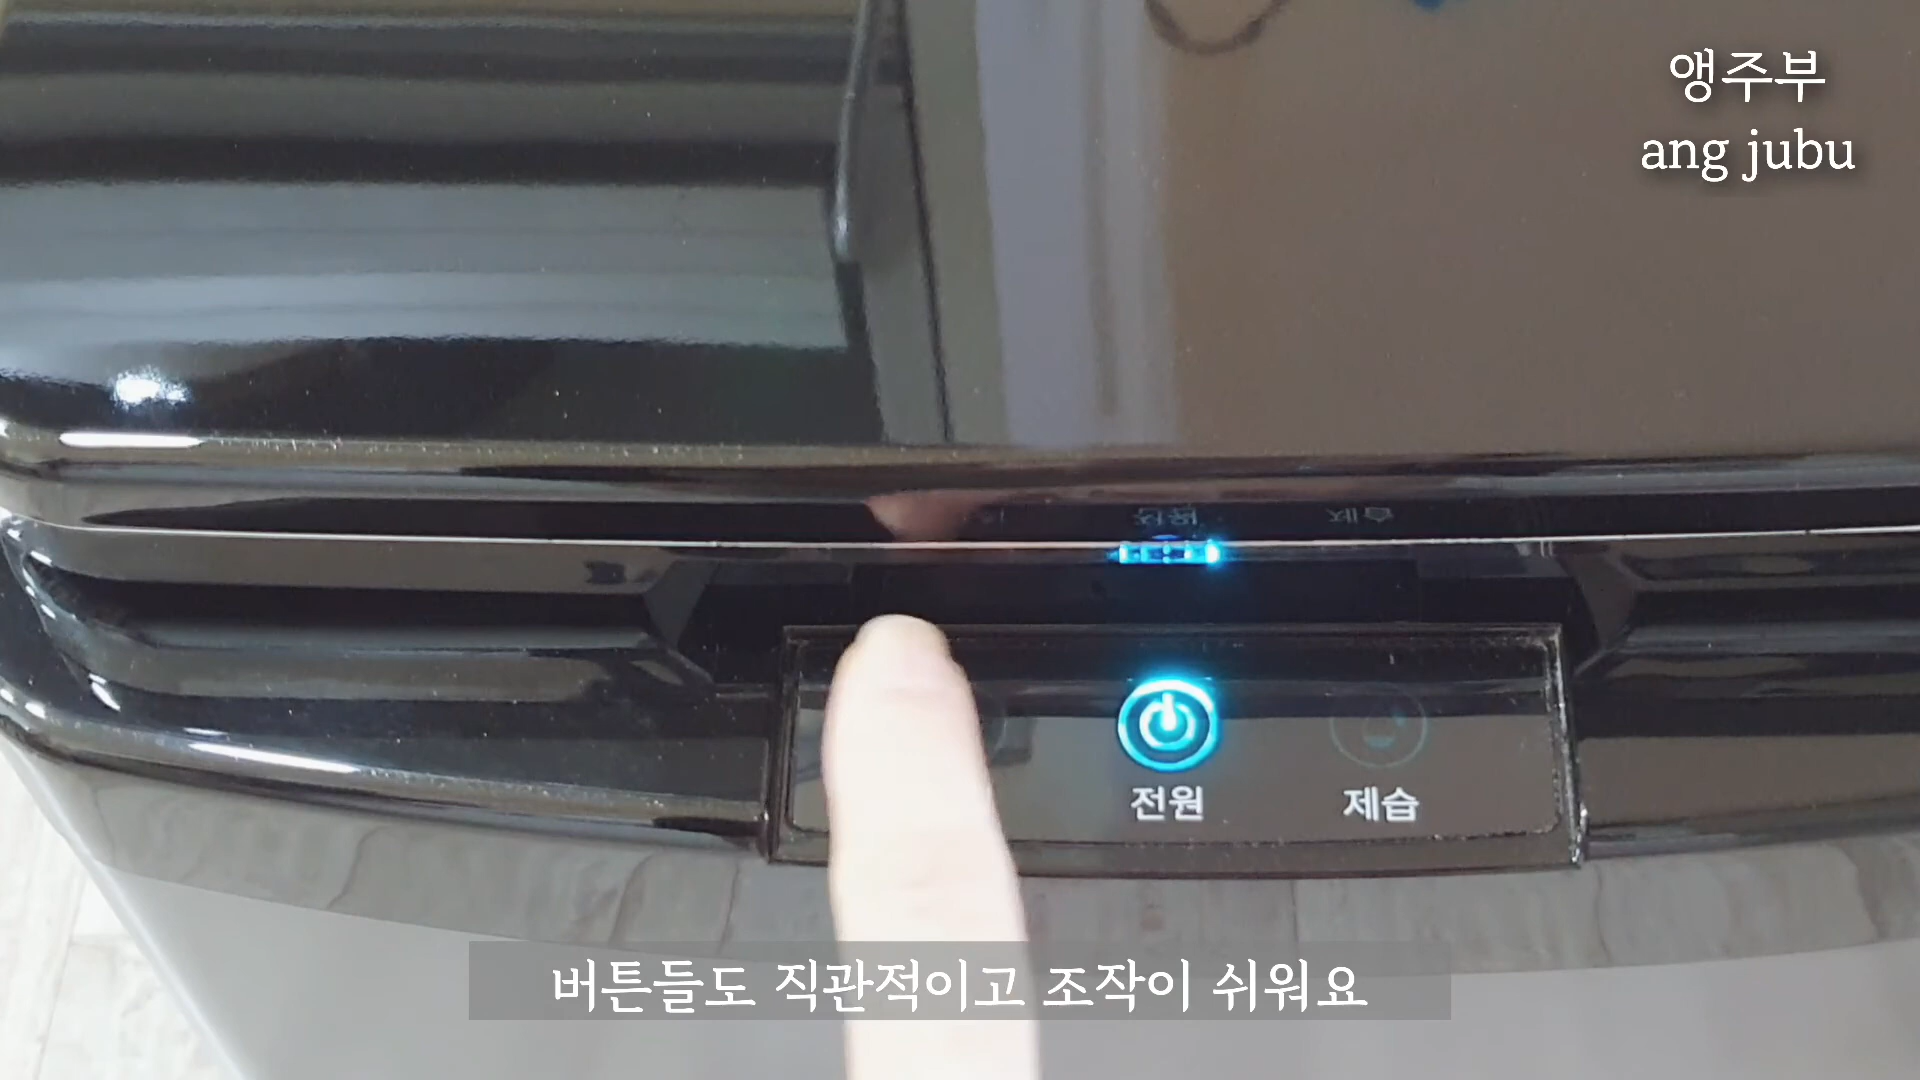 앵주부
ang jubu
전원
제습
버튼들도 직관적이고 조작이 쉬워요